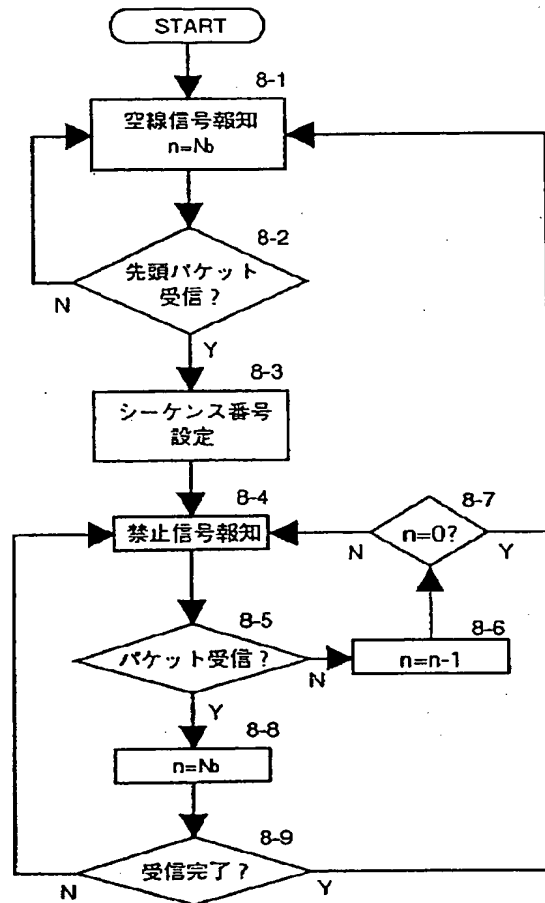 START
8-1
空線信号報知
n=Nb
8-2
先頭パケット
受信？
N
Y
8-3
シーケンス番号
設定
8-4
禁止信号報知
8-7
n=0?
N
Y
8-5
パケット受信？
N
8-6
n=n-1
Y
8-8
n=Nb
8-9
受信完了？
N
Y